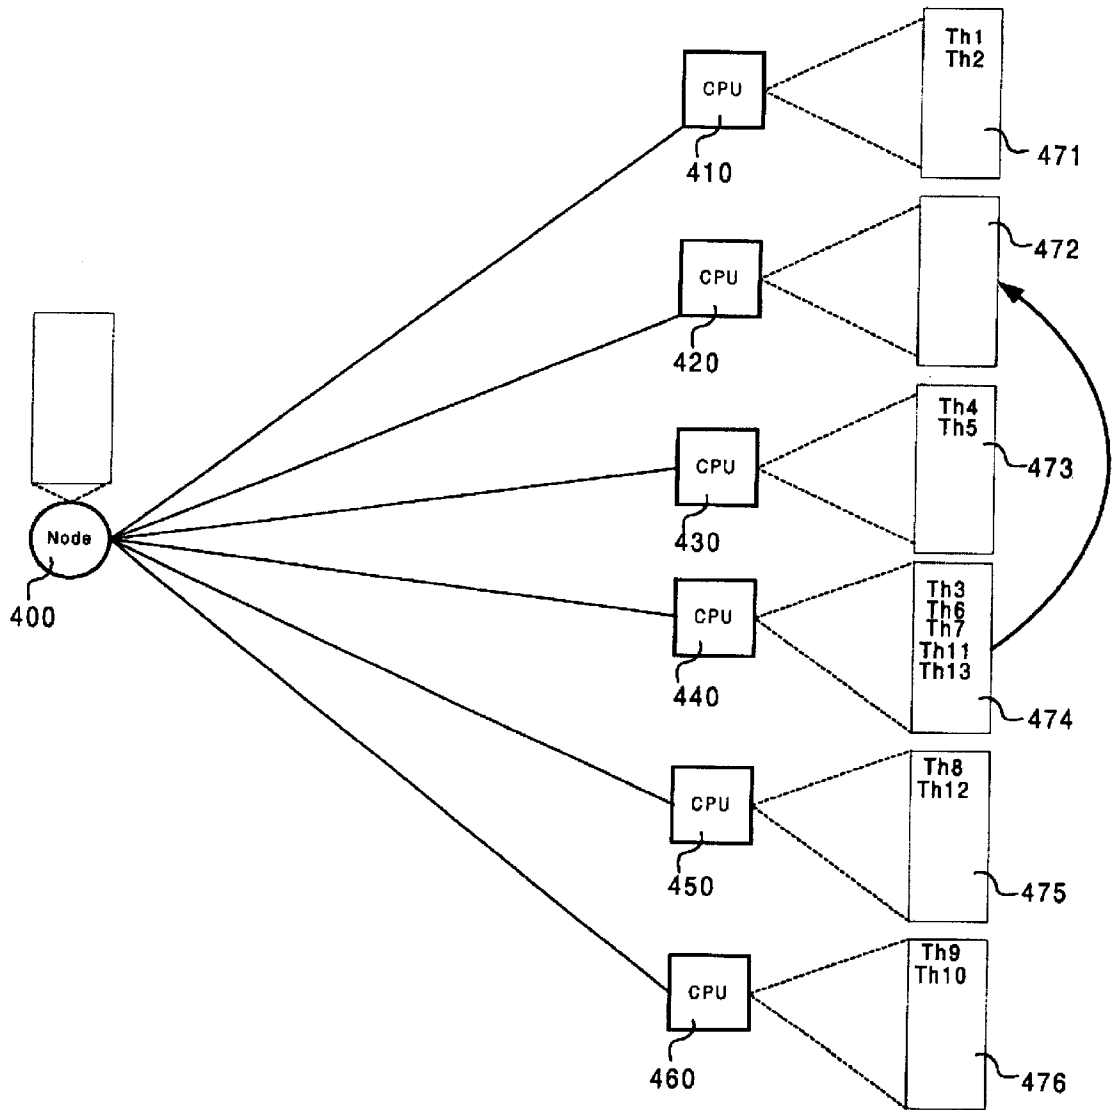 Th1
Th2
CPU
471
410
472
CPU
420
Th4
Th5
CPU
473
430
Node
400
Th3
Th6
Th7
Th11
Th13
CPU
440
474
Th8
Th12
CPU
450
475
Th9
Th10
CPU
460
476